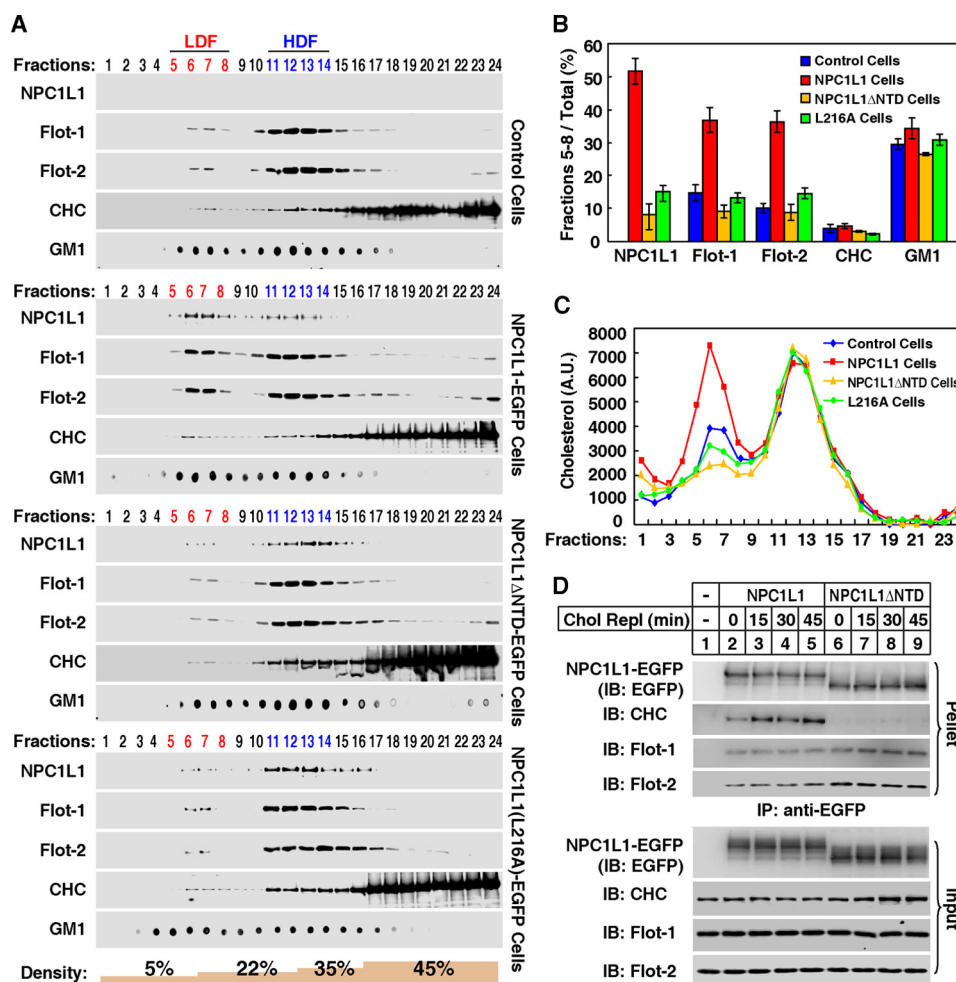 A
LDF HDF
Fractions: 1 2 3 4 5 6 7 8 9 10 11 12 13 14 15 16 17 18 19 20 21 22 23 24
NPC1L1
Flot-1
Flot-2
CHC
GM1
Control Cells
Fractions: 1 2 3 4 5 6 7 8 9 10 11 12 13 14 15 16 17 18 19 20 21 22 23 24
NPC1L1
Flot-1
Flot-2
CHC
GM1
NPC1L1-EGFP Cells
Fractions: 1 2 3 4 5 6 7 8 9 10 11 12 13 14 15 16 17 18 19 20 21 22 23 24
NPC1L1
Flot-1
Flot-2
CHC
GM1
NPC1L1ΔNTD-EGFP Cells
Fractions: 1 2 3 4 5 6 7 8 9 10 11 12 13 14 15 16 17 18 19 20 21 22 23 24
NPC1L1
Flot-1
Flot-2
CHC
GM1
NPC1L1(L216A)-EGFP Cells
Density: 5% 22% 35% 45%
B
Fractions 5-8 / Total (%)
60
50
40
30
20
10
0
Control Cells
NPC1L1 Cells
NPC1L1ΔNTD Cells
L216A Cells
NPC1L1 Flot-1 Flot-2 CHC GM1
C
Cholesterol (A.U.)
8000
7000
6000
5000
4000
3000
2000
1000
0
Control Cells
NPC1L1 Cells
NPC1L1ΔNTD Cells
L216A Cells
Fractions: 1 3 5 7 9 11 13 15 17 19 21 23
D
- NPC1L1 NPC1L1ΔNTD
Chol Repl (min) - 0 15 30 45 0 15 30 45
1 2 3 4 5 6 7 8 9
NPC1L1-EGFP
(IB: EGFP)
IB: CHC
IB: Flot-1
IB: Flot-2
Pellet
IP: anti-EGFP
NPC1L1-EGFP
(IB: EGFP)
IB: CHC
IB: Flot-1
IB: Flot-2
Input